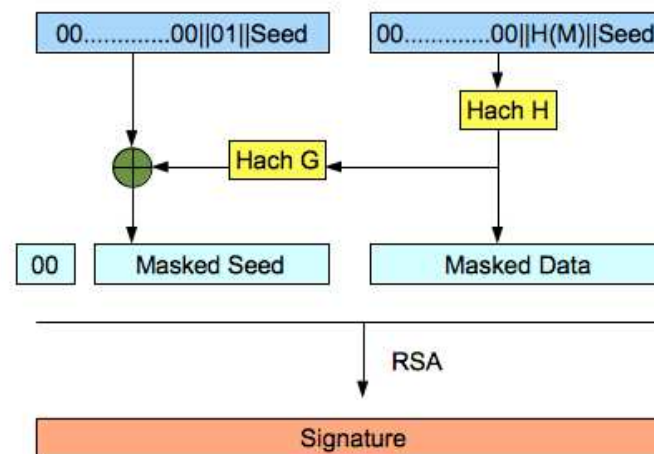 00.............00||01||Seed
00............00||H(M)||Seed
Hach H
Hach G
00
Masked Seed
Masked Data
RSA
Signature